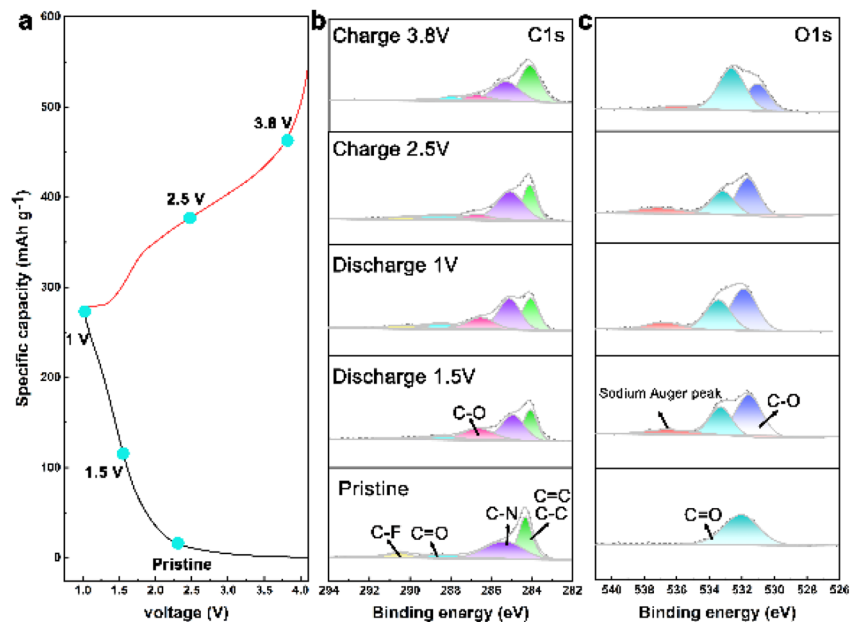 a
600
500
400
300
200
100
0
Specific capacity (mAh g⁻¹)
3.8 V
2.5 V
1 V
1.5 V
Pristine
1.0 1.5 2.0 2.5 3.0 3.5 4.0
voltage (V)
b
Charge 3.8V C1s
Charge 2.5V
Discharge 1V
Discharge 1.5V
C-O
Pristine
C=C
C-N C-C
C-F C=O
294 292 290 288 286 284 282
Binding energy (eV)
c
O1s
Sodium Auger peak
C-O
C=O
540 538 536 534 532 530 528 526
Binding energy (eV)